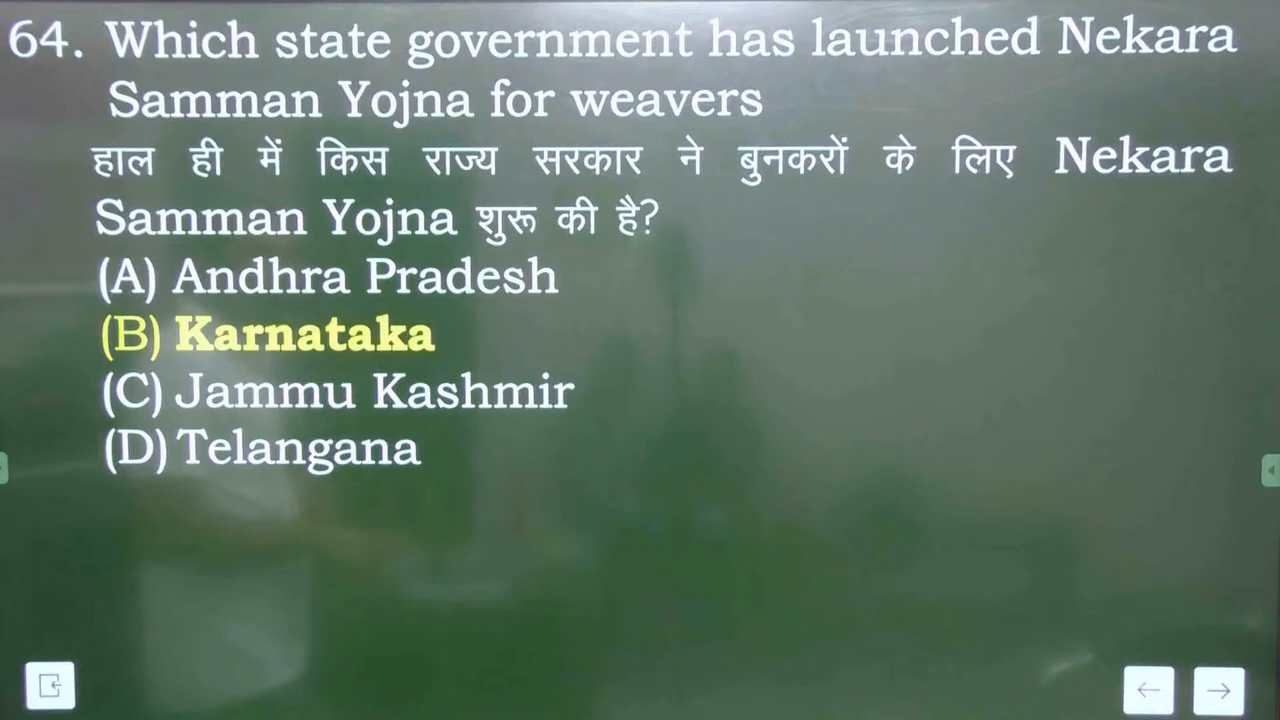 64. Which state government has launched Nekara
Samman Yojna for weavers
हाल ही में किस राज्य सरकार ने बुनकरों के लिए Nekara
Samman Yojna शुरू की है?
(A) Andhra Pradesh
(B) Karnataka
(C) Jammu Kashmir
(D) Telangana